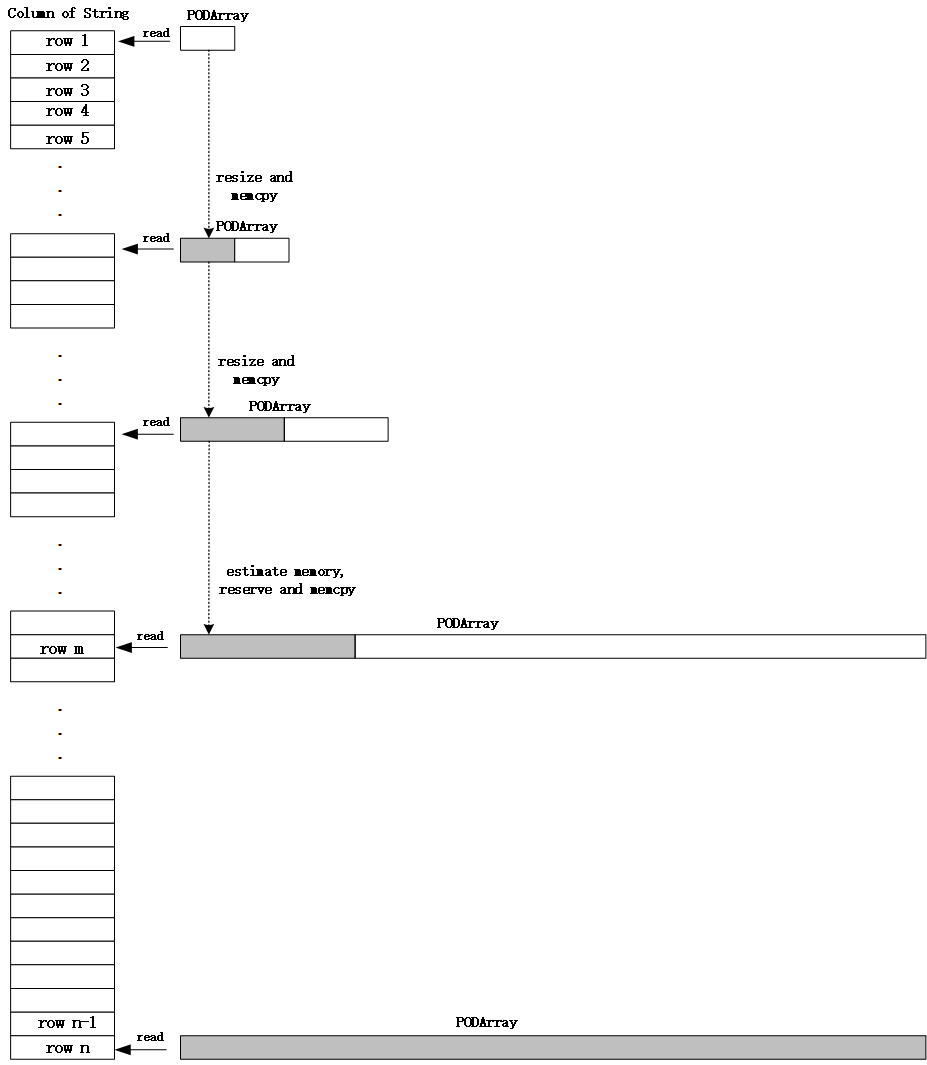 Column of String
PODArray
row 1
read
row 2
row 3
row 4
row 5
resize and
memcpy
PODArray
read
resize and
memcpy
PODArray
read
estimate memory,
reserve and memcpy
PODArray
read
row m
row n-1
PODArray
read
row n